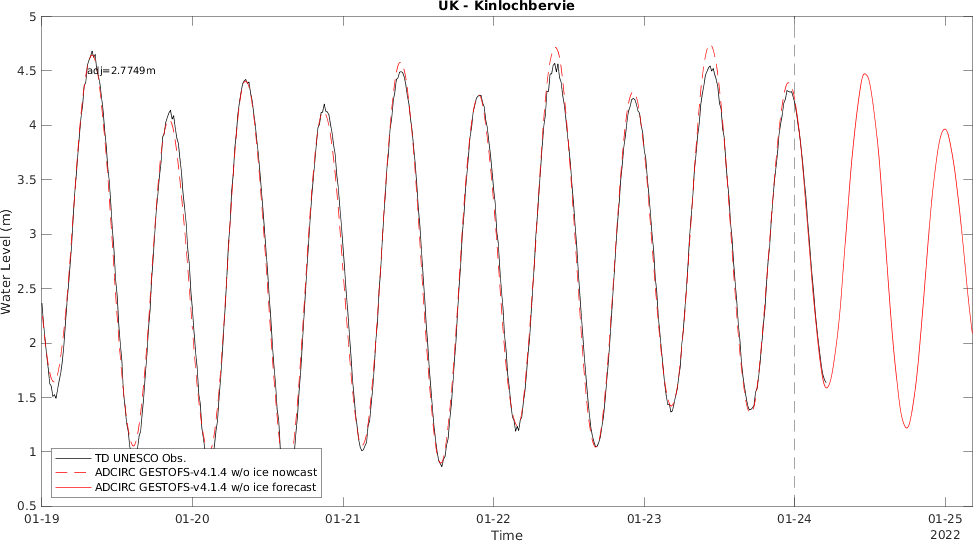 UK - Kinlochbervie
5
4.5
4
3.5
3
2.5
2
1.5
1
0.5
Water Level (m)
adj=2.7749m
TD UNESCO Obs.
ADCIRC GESTOFS-v4.1.4 w/o ice nowcast
ADCIRC GESTOFS-v4.1.4 w/o ice forecast
01-19
01-20
01-21
01-22
01-23
01-24
01-25
Time
2022